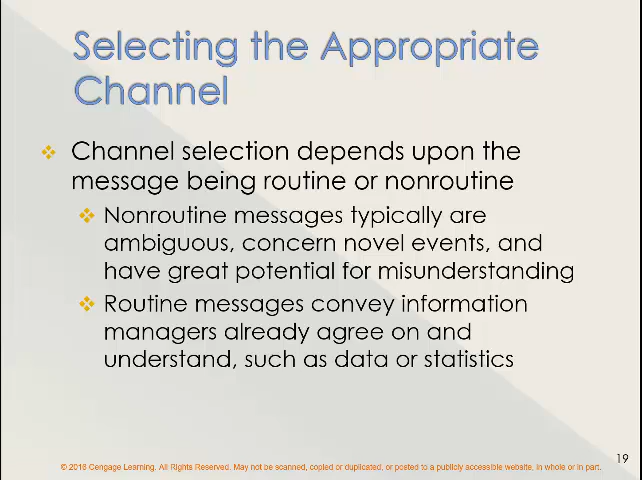 Selecting the Appropriate
Channel
Channel selection depends upon the
message being routine or nonroutine
Nonroutine messages typically are
ambiguous, concern novel events, and
have great potential for misunderstanding
Routine messages convey information
managers already agree on and
understand, such as data or statistics
19
© 2016 Cengage Learning. All Rights Reserved. May not be scanned, copied or duplicated, or posted to a publicly accessible website, in whole or in part.